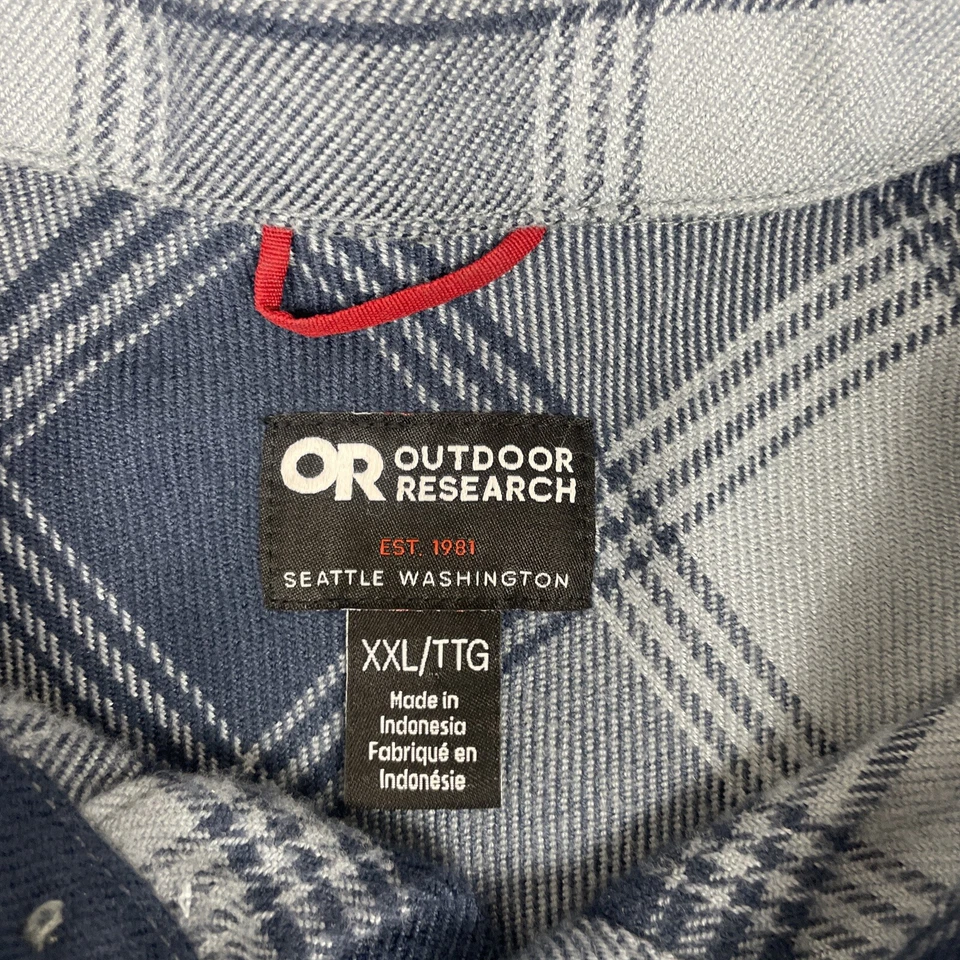 OR OUTDOOR
RESEARCH
EST. 1981
SEATTLE WASHINGTON
XXL/TTG
Made in
Indonesia
Fabriqué en
Indonésie